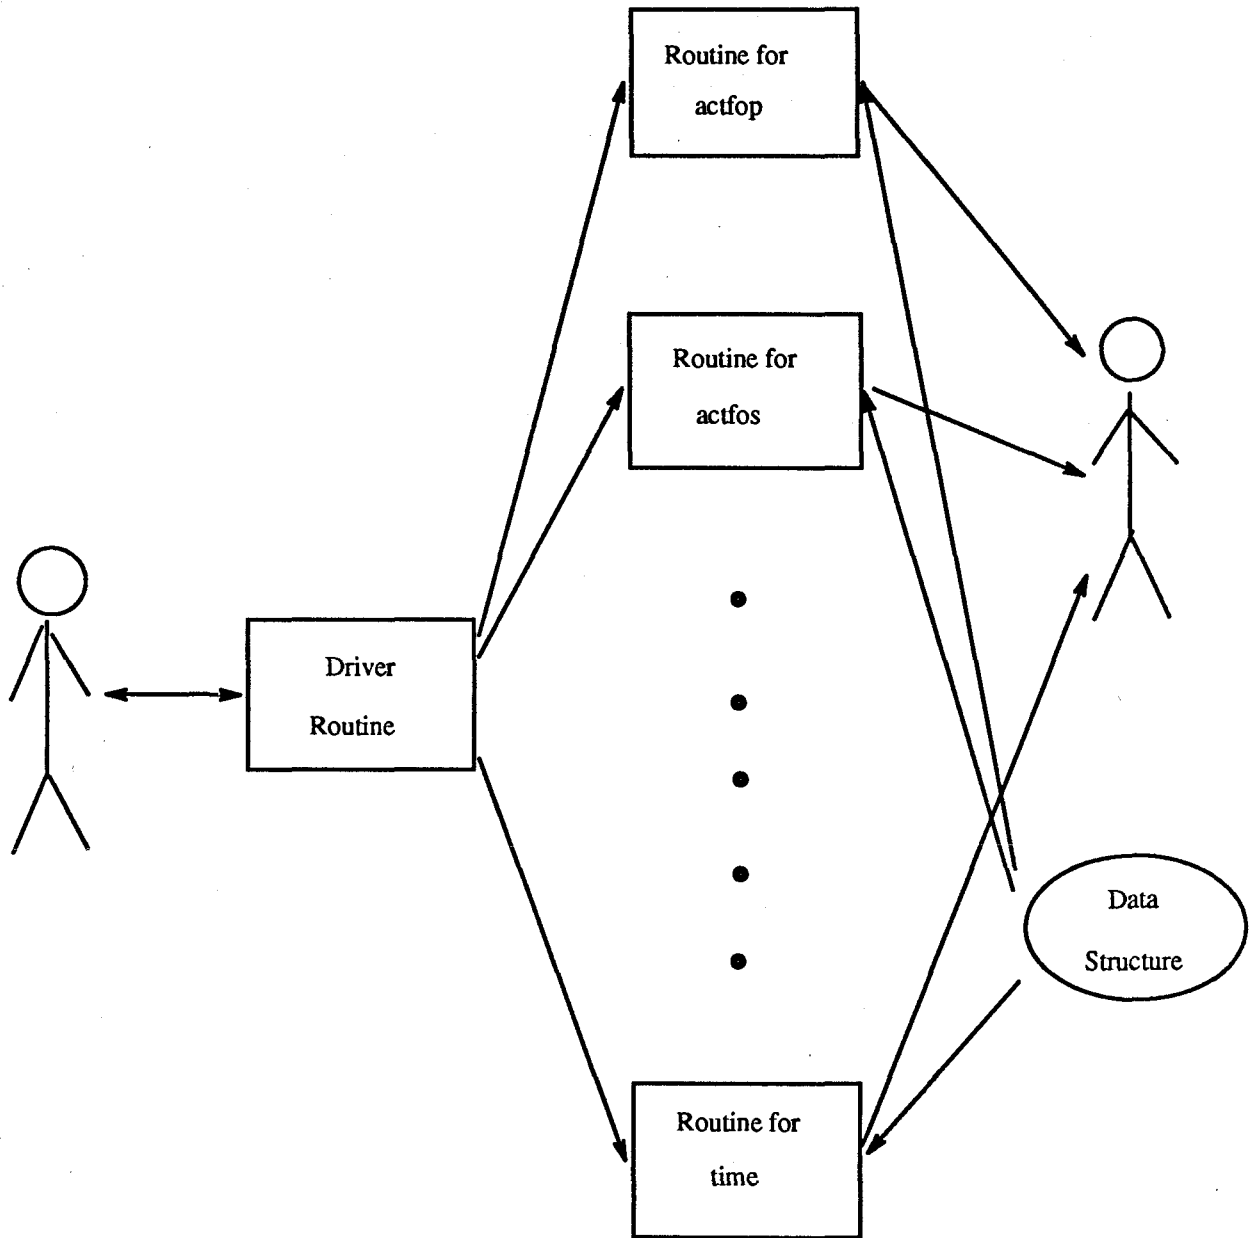 Routine for
actfop
Routine for
actfos
Driver
Routine
Data
Structure
Routine for
time